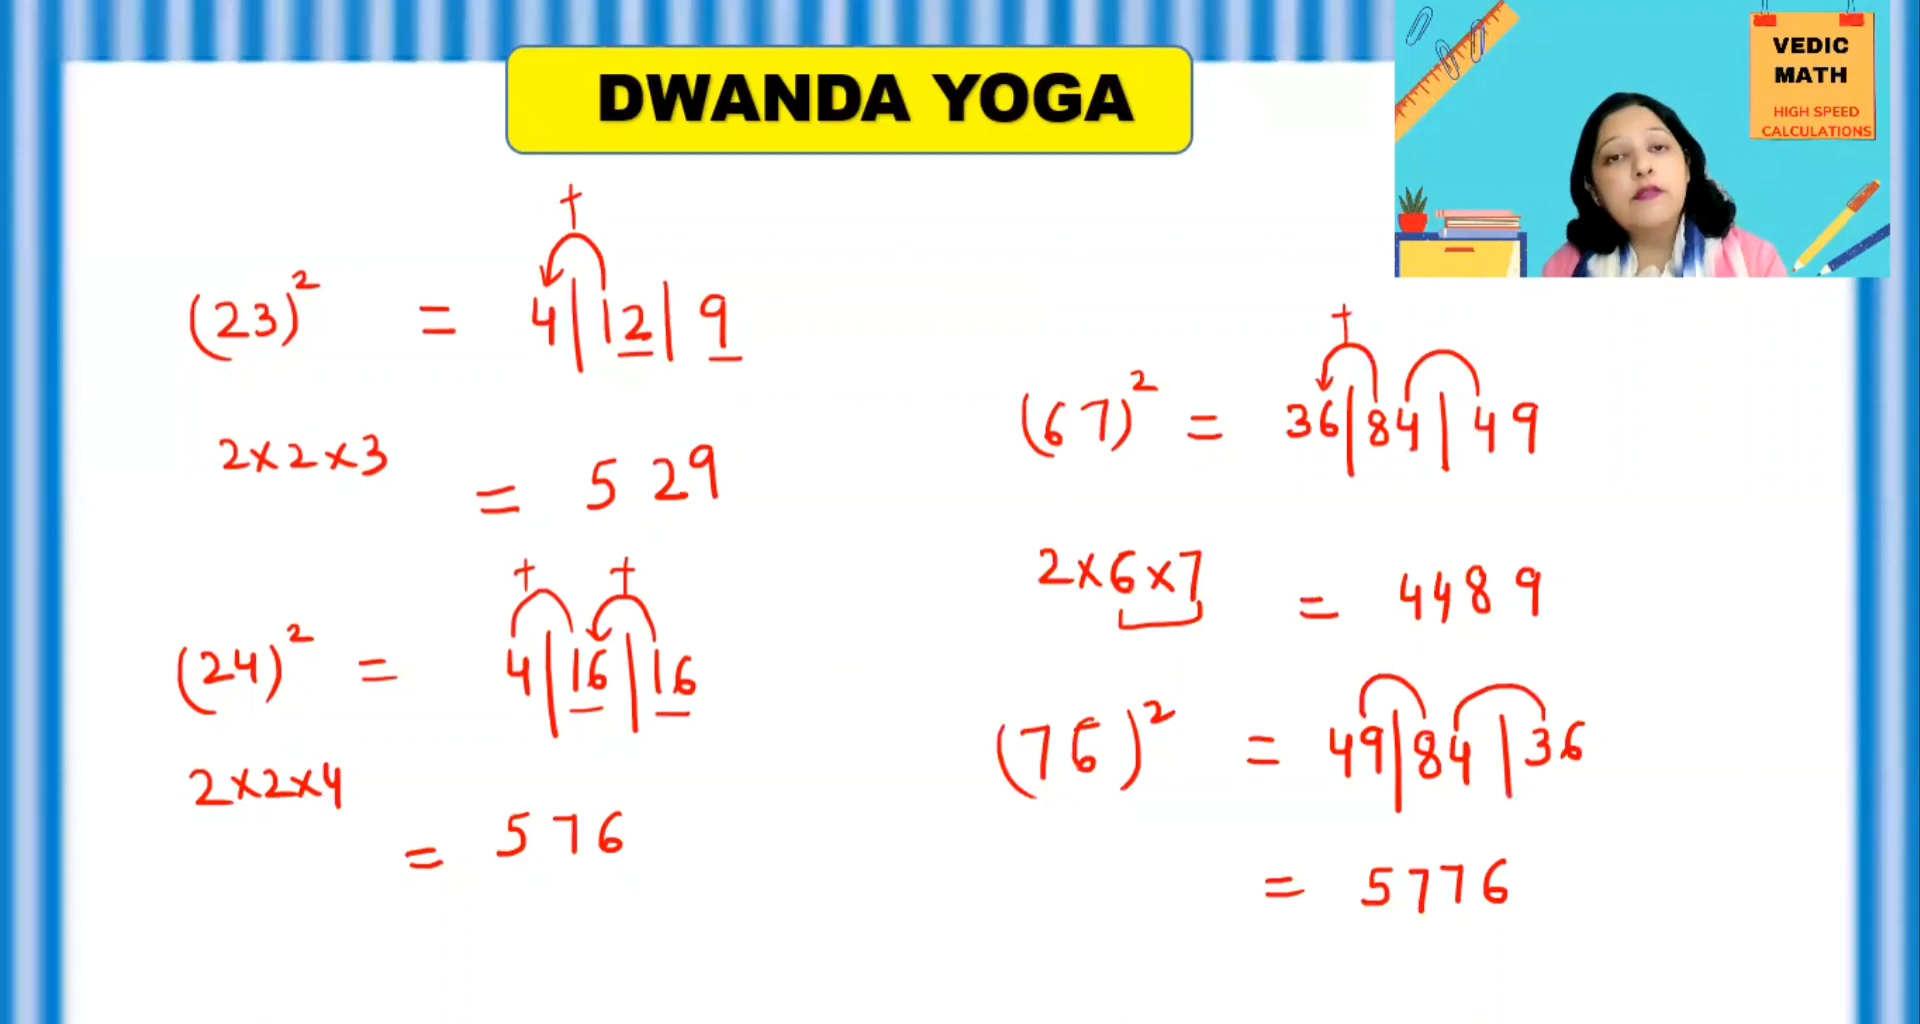 DWANDA YOGA
VEDIC
MATH
HIGH SPEED
CALCULATIONS
+
(23)² = 4|12|9
2×2×3
= 529
+ +
(24)² = 4|16|16
2×2×4
= 576
+
(67)² = 36|84|49
2×6×7
= 4489
(76)² = 49|84|36
= 5776